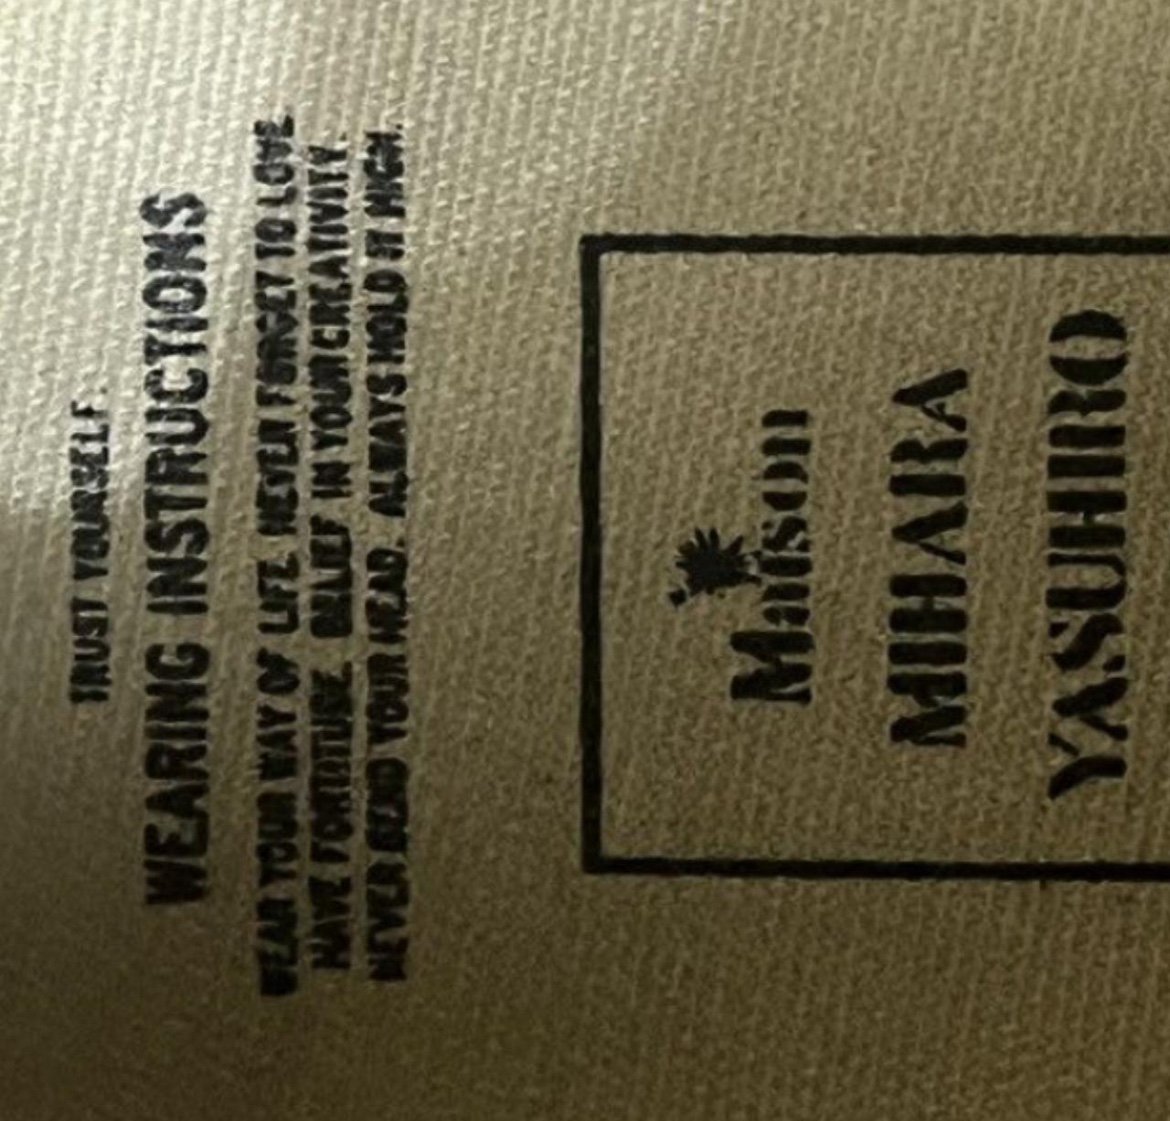 TRUST YOURSELF.
WEARING INSTRUCTIONS
WEAR YOUR WAY OF LIFE. NEVER FORGET TO LOVE.
HAVE FORTITUDE. BELIEF IN YOUR CREATIVITY.
NEVER BEND YOUR HEAD. ALWAYS HOLD IT HIGH.
Maison
MIHARA
YASUHIRO